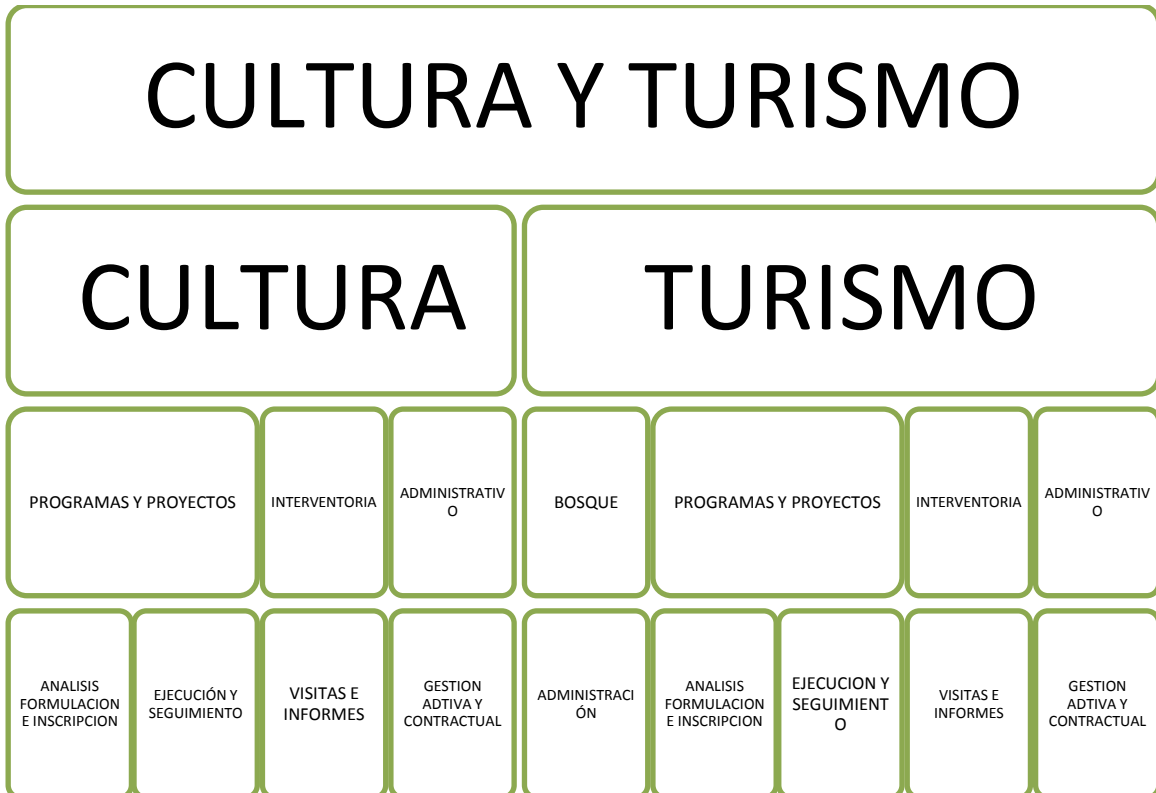 CULTURA Y TURISMO
CULTURA
TURISMO
PROGRAMAS Y PROYECTOS
INTERVENTORIA
ADMINISTRATIV
O
BOSQUE
PROGRAMAS Y PROYECTOS
INTERVENTORIA
ADMINISTRATIV
O
ANALISIS
FORMULACION
E INSCRIPCION
EJECUCIÓN Y
SEGUIMIENTO
VISITAS E
INFORMES
GESTION
ADTIVA Y
CONTRACTUAL
ADMINISTRACI
ÓN
ANALISIS
FORMULACION
E INSCRIPCION
EJECUCION Y
SEGUIMIENT
O
VISITAS E
INFORMES
GESTION
ADTIVA Y
CONTRACTUAL